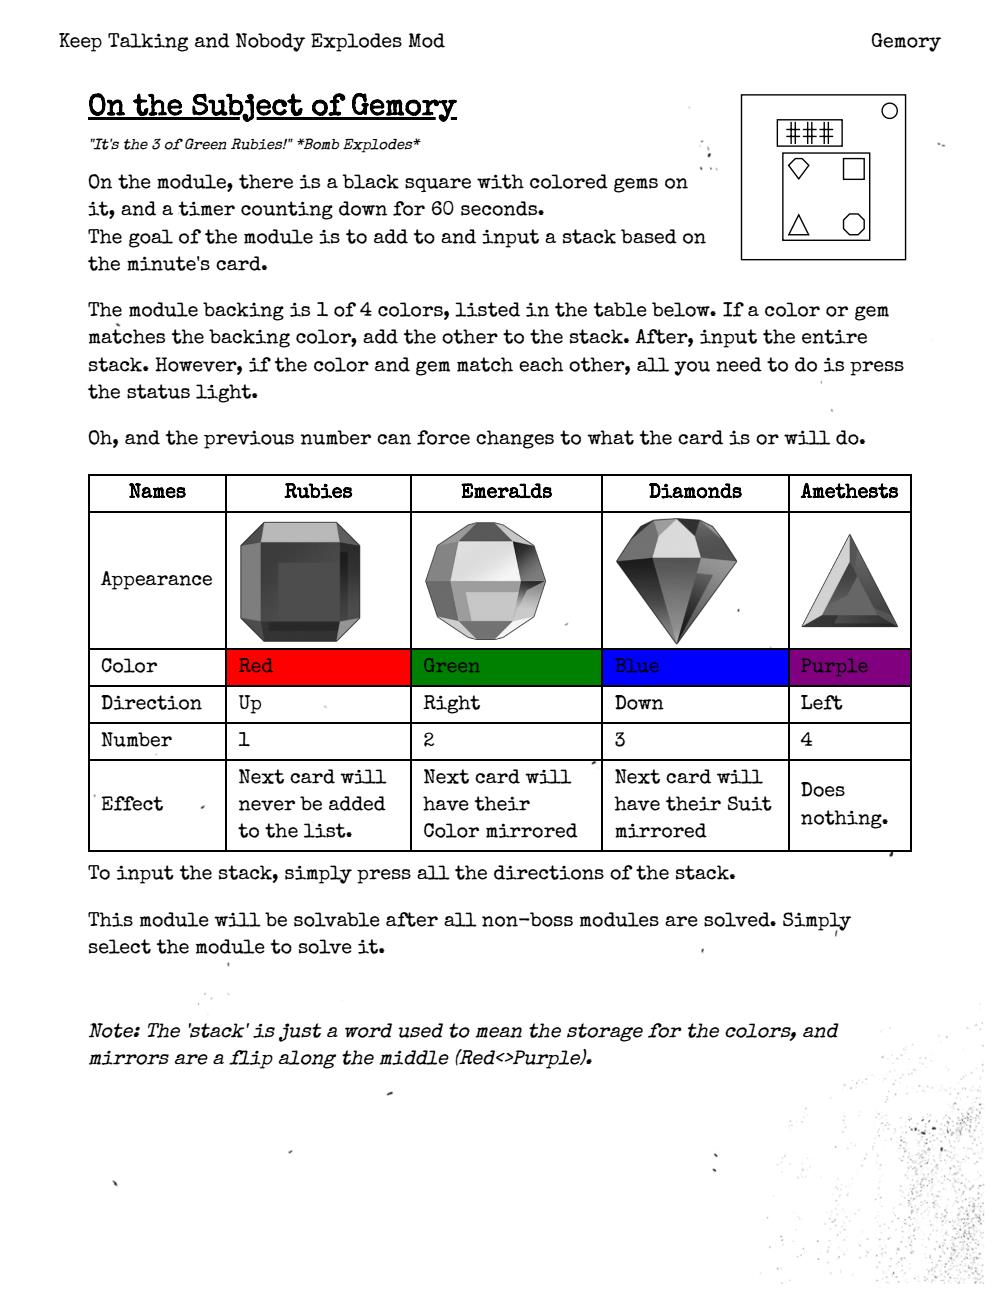 Keep Talking and Nobody Explodes Mod
Gemory
On the Subject of Gemory
"It's the 3 of Green Rubies!" *Bomb Explodes*
###
On the module, there is a black square with colored gems on
it, and a timer counting down for 60 seconds.
The goal of the module is to add to and input a stack based on
the minute's card.
The module backing is 1 of 4 colors, listed in the table below. If a color or gem
matches the backing color, add the other to the stack. After, input the entire
stack. However, if the color and gem match each other, all you need to do is press
the status light.
Oh, and the previous number can force changes to what the card is or will do.
Names Rubies Emeralds Diamonds Amethests
Appearance
Color Red Green Blue Purple
Direction Up Right Down Left
Number 1 2 3 4
Effect
Next card will
never be added
to the list.
Next card will
have their
Color mirrored
Next card will
have their Suit
mirrored
Does
nothing.
To input the stack, simply press all the directions of the stack.
This module will be solvable after all non-boss modules are solved. Simply
select the module to solve it.
Note: The 'stack' is just a word used to mean the storage for the colors, and
mirrors are a flip along the middle (Red<>Purple).